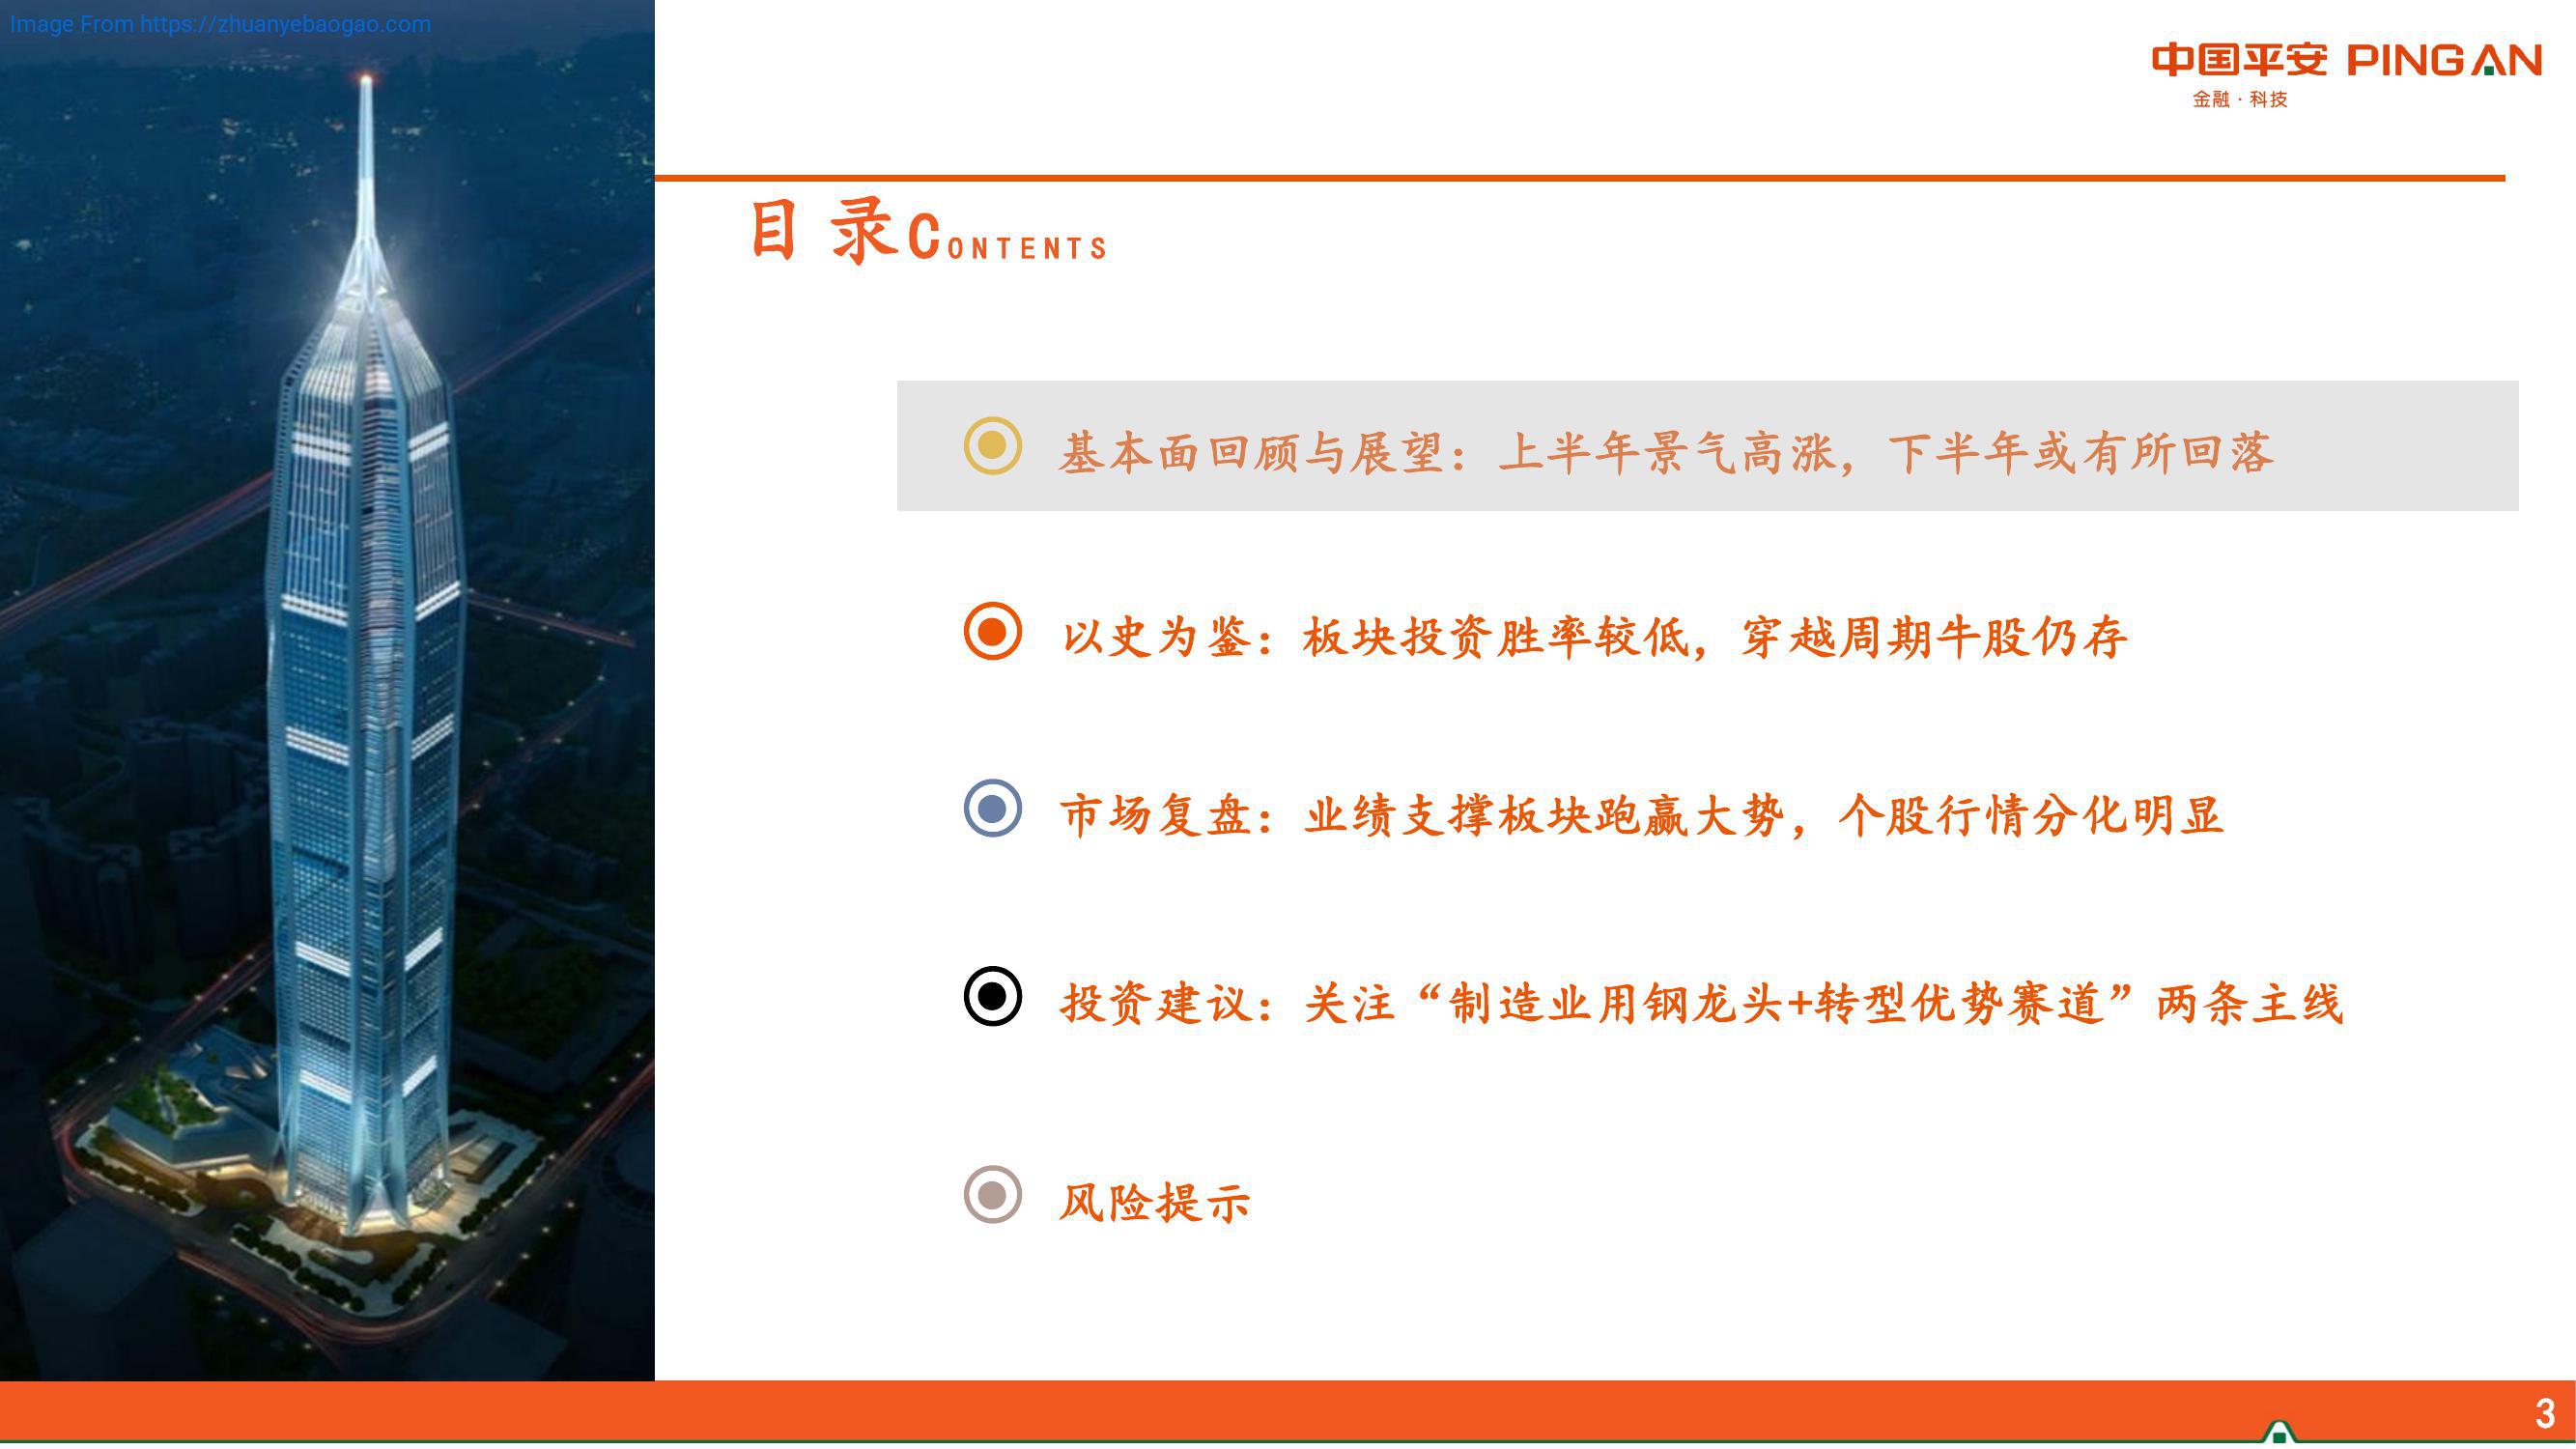 Image From https://zhuanyebaogao.com
中国平安 PING AN
金融·科技
目录CONTENTS
基本面回顾与展望：上半年景气高涨，下半年或有所回落
以史为鉴：板块投资胜率较低，穿越周期牛股仍存
市场复盘：业绩支撑板块跑赢大势，个股行情分化明显
投资建议：关注“制造业用钢龙头+转型优势赛道”两条主线
风险提示
3